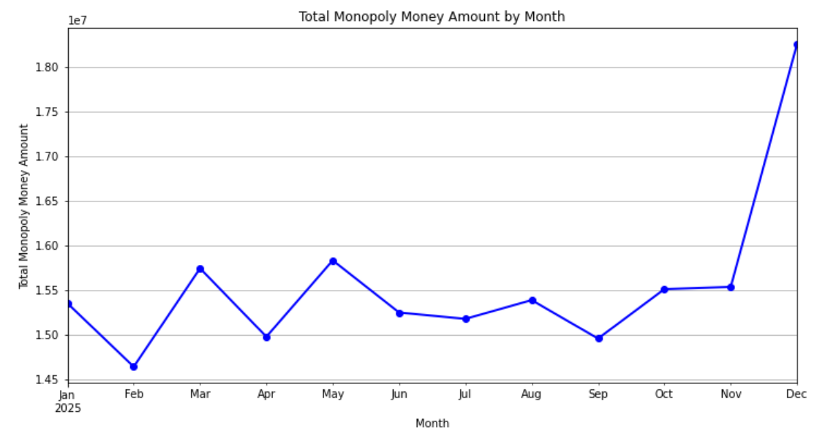 Total Monopoly Money Amount by Month
1e7
1.80
1.75
1.70
1.65
1.60
1.55
1.50
1.45
Total Monopoly Money Amount
Jan Feb Mar Apr May Jun Jul Aug Sep Oct Nov Dec
2025
Month